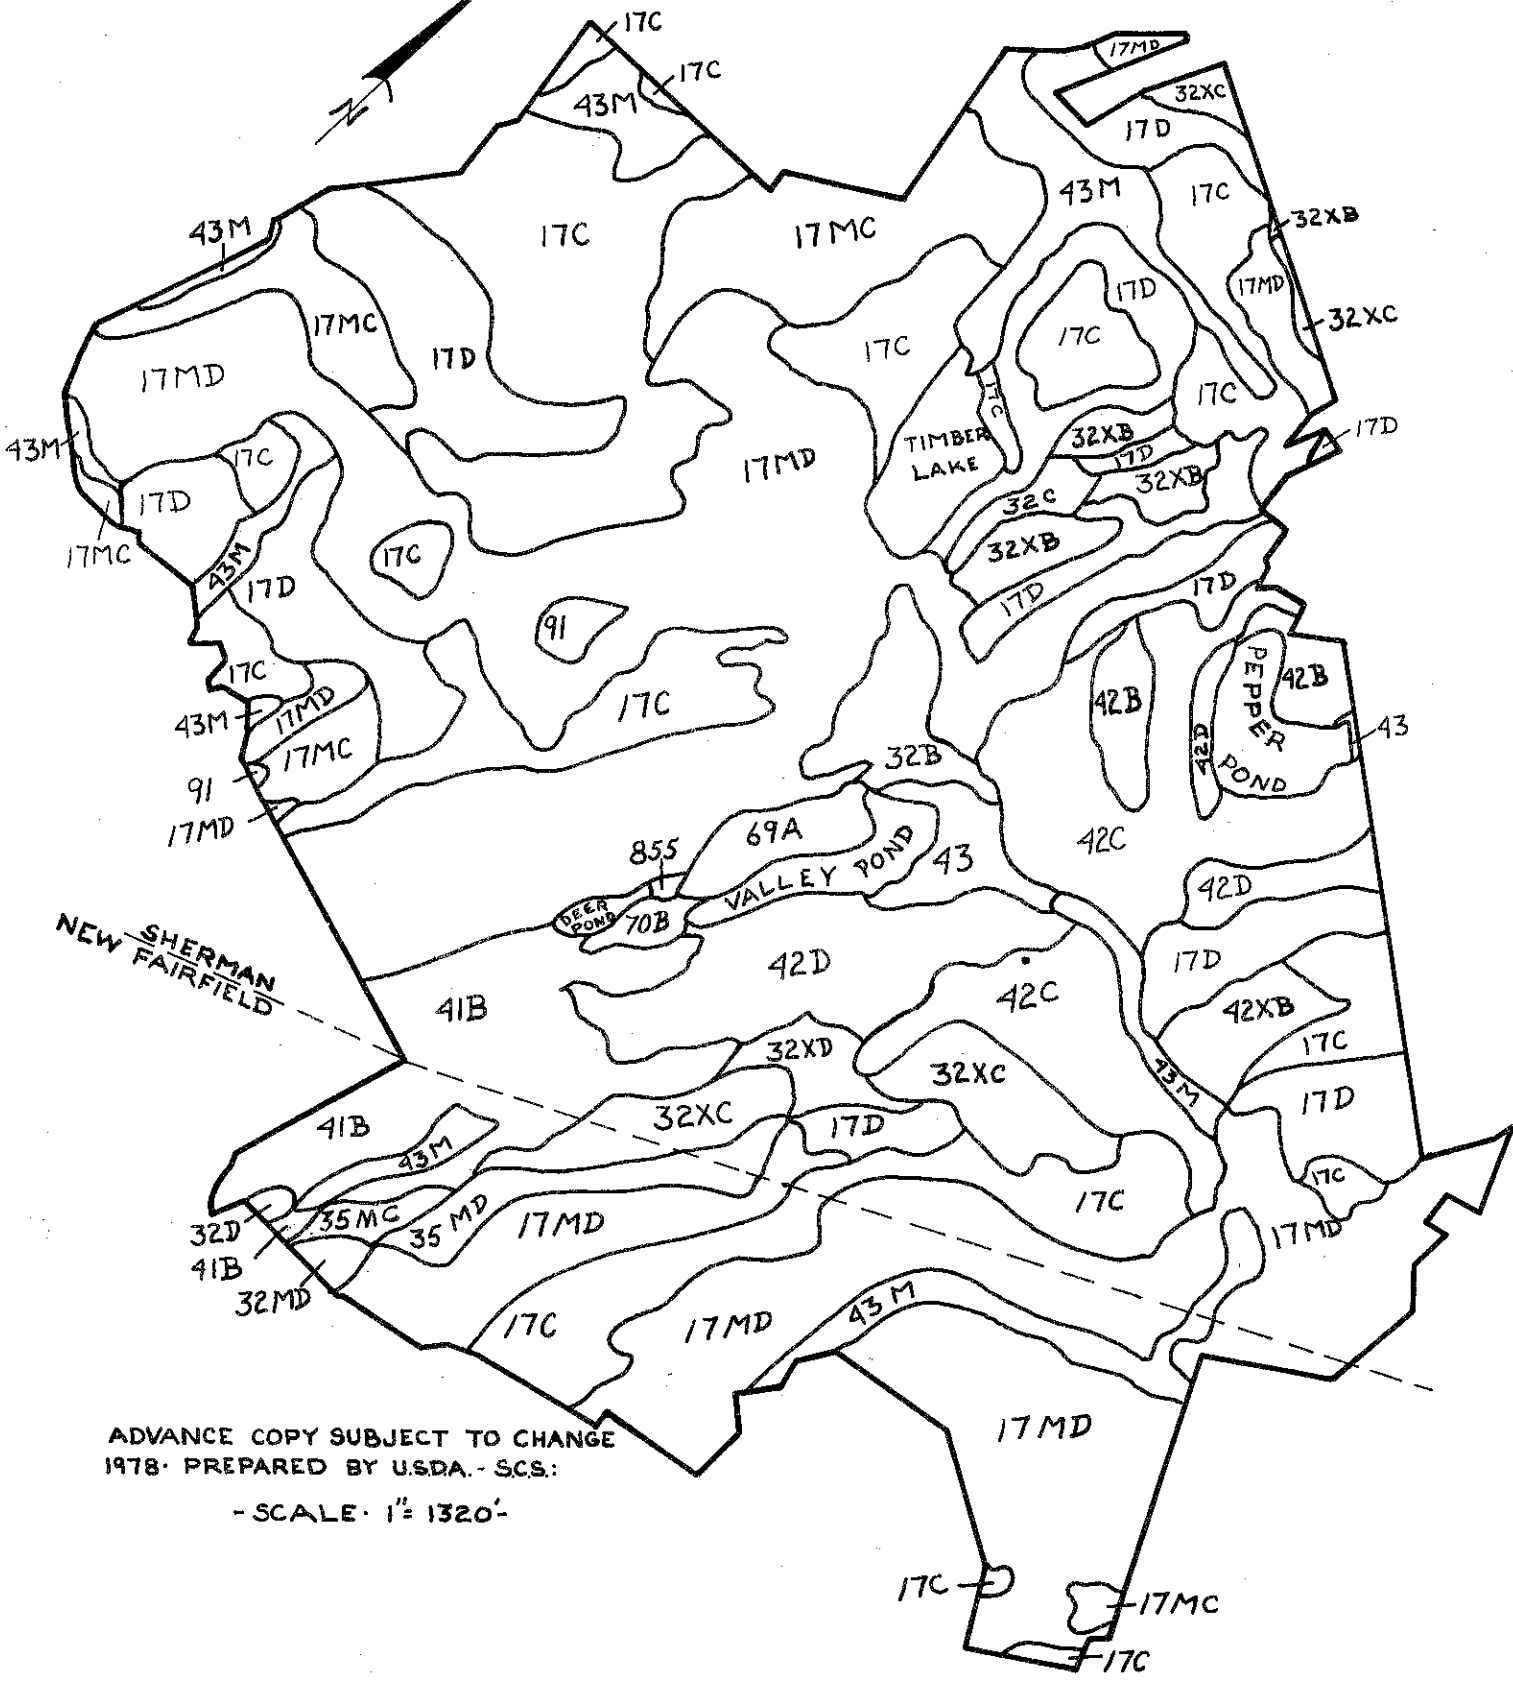 17C
17MD
17C
43M
32XC
17D
N
43M
17C
43M
32XB
17C
17MC
17MD
17D
17MC
32XC
17C
17C
17D
17MD
17C
17C
32XB
17D
43M
TIMBER
LAKE
17D
17C
17MD
32XB
17D
32C
17MC
17C
32XB
43M
17D
17D
17D
91
PEPPER
POND
17C
42B
42B
17MD
17C
43M
43
17MC
42D
32B
91
17MD
69A
42C
855
VALLEY POND
43
42D
DEER
POND
70B
SHERMAN
NEW FAIRFIELD
42D
17D
42C
41B
42XB
17C
32XD
32XC
43M
17D
32XC
41B
17D
43M
17C
17C
35MC
35MD
17MD
32D
17MD
41B
32MD
43M
17C
17MD
17MD
ADVANCE COPY SUBJECT TO CHANGE
1978. PREPARED BY U.S.D.A. - S.C.S.:
- SCALE. 1"= 1320'-
17C
17MC
17C